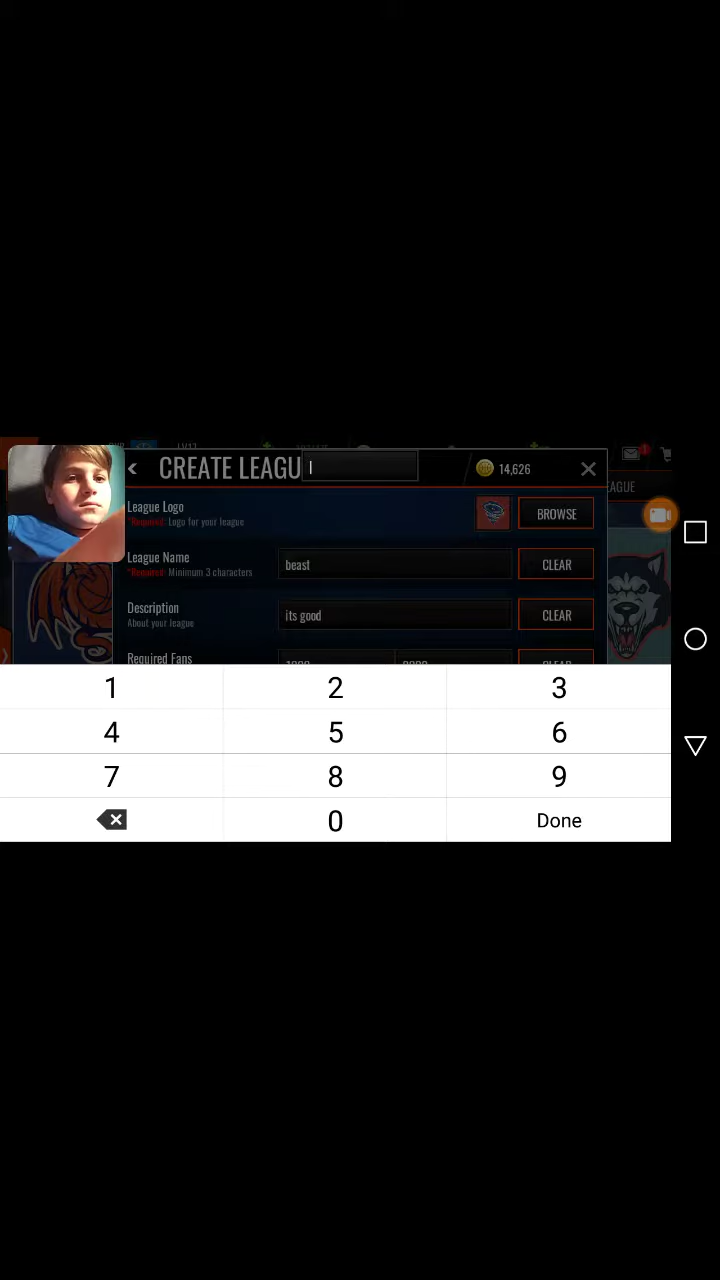 CREATE LEAGU
14,626
EAGUE
League Logo
*Required: Logo for your league
BROWSE
League Name
*Required: Minimum 3 characters
beast
CLEAR
Description
About your league
its good
CLEAR
Required Fans
1 2 3
4 5 6
7 8 9
0 Done